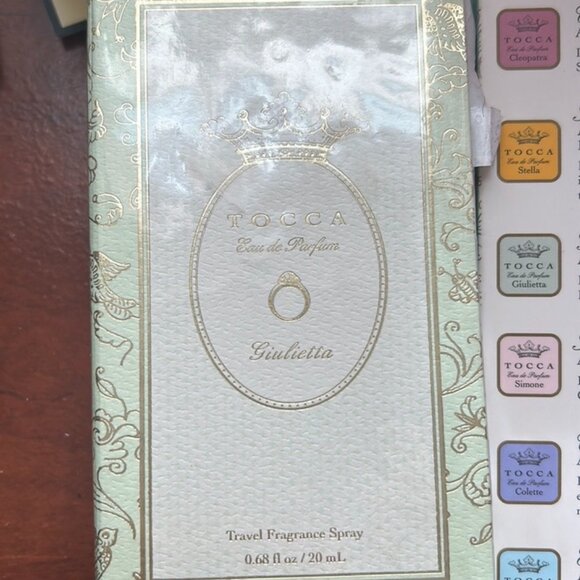 TOCCA
Eau de Parfum
Giulietta
Travel Fragrance Spray
0.68 fl oz / 20 mL
TOCCA
Eau de Parfum
Cleopatra
TOCCA
Eau de Parfum
Stella
TOCCA
Eau de Parfum
Giulietta
TOCCA
Eau de Parfum
Simone
TOCCA
Eau de Parfum
Colette
TOCCA